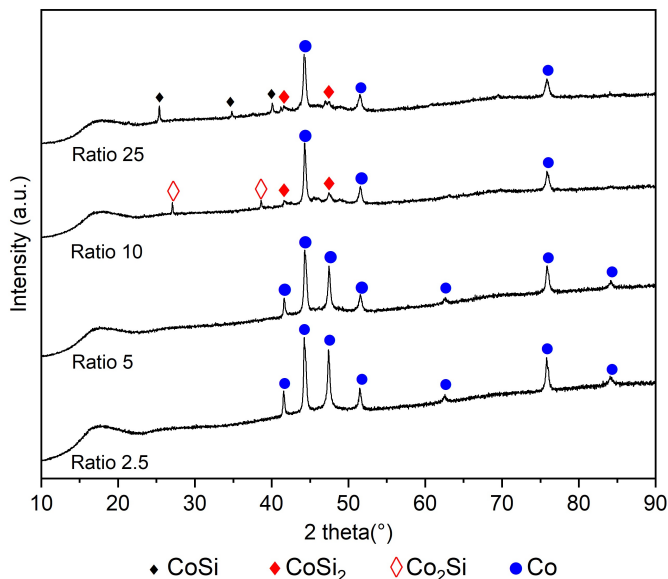 Intensity (a.u.)
Ratio 25
Ratio 10
Ratio 5
Ratio 2.5
10 20 30 40 50 60 70 80 90
2 theta(°)
CoSi CoSi₂ Co₂Si Co